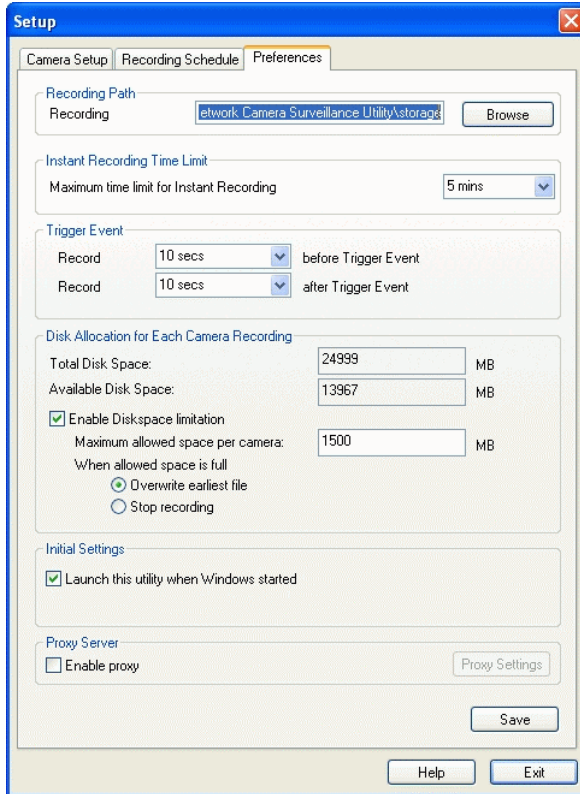 Setup
Camera Setup Recording Schedule Preferences
Recording Path
Recording etwork Camera Surveillance Utility\storage Browse
Instant Recording Time Limit
Maximum time limit for Instant Recording 5 mins
Trigger Event
Record 10 secs before Trigger Event
Record 10 secs after Trigger Event
Disk Allocation for Each Camera Recording
Total Disk Space: 24999 MB
Available Disk Space: 13967 MB
Enable Diskspace limitation
Maximum allowed space per camera: 1500 MB
When allowed space is full
Overwrite earliest file
Stop recording
Initial Settings
Launch this utility when Windows started
Proxy Server
Enable proxy Proxy Settings
Save
Help Exit